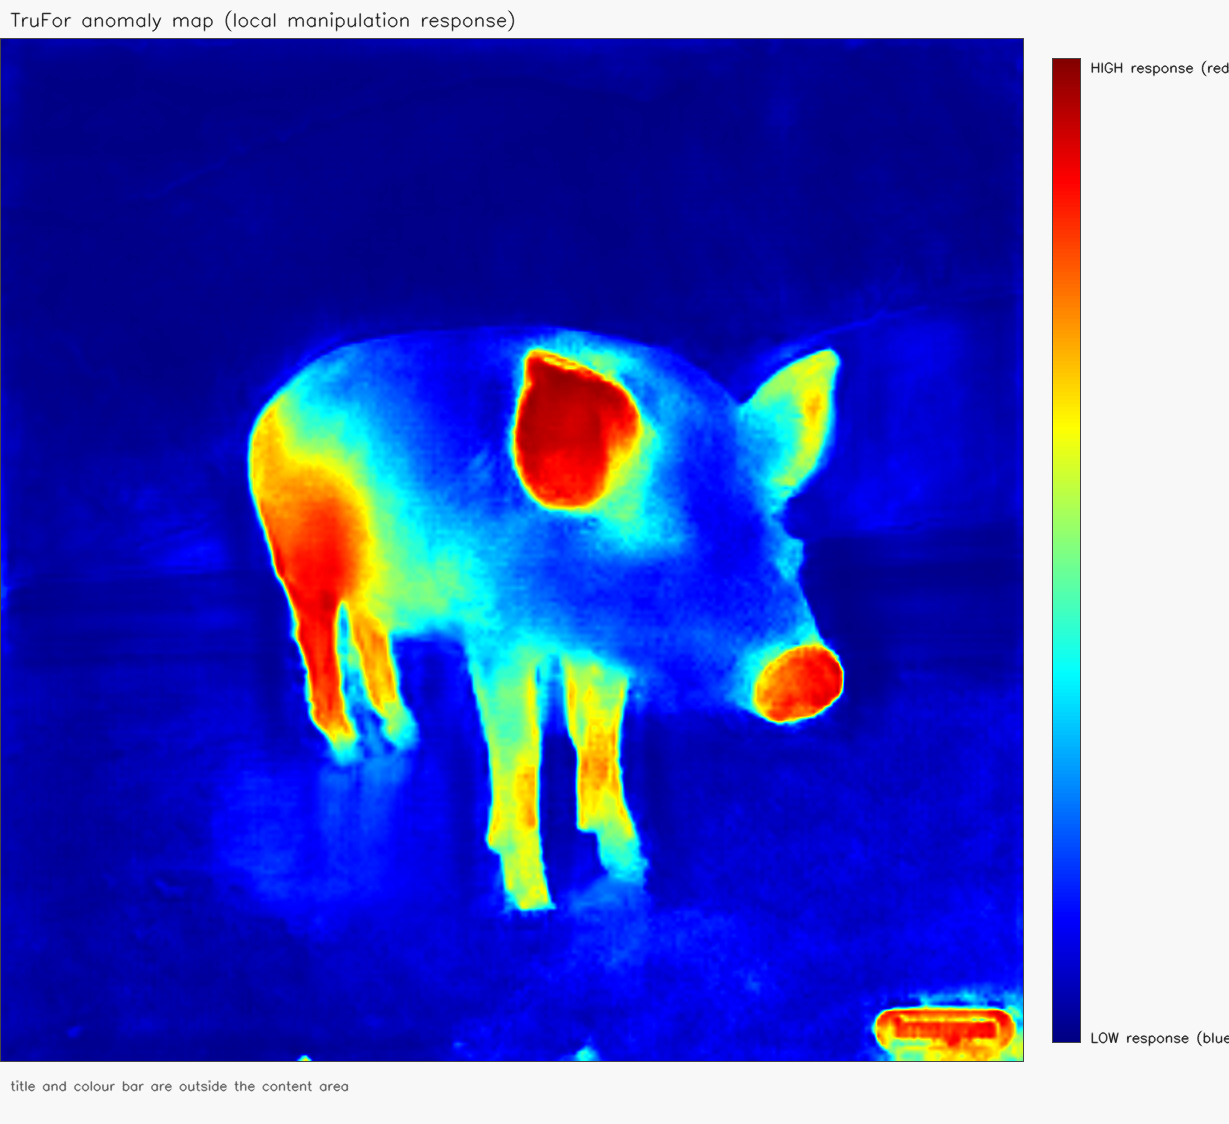 TruFor anomaly map (local manipulation response)
HIGH response (red
LOW response (blue
title and colour bar are outside the content area